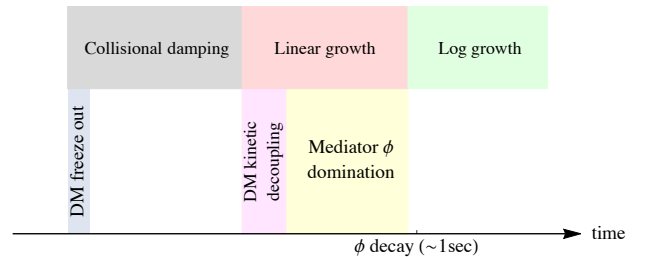 Collisional damping
Linear growth
Log growth
DM freeze out
DM kinetic
decoupling
Mediator ϕ
domination
time
ϕ decay (~1sec)